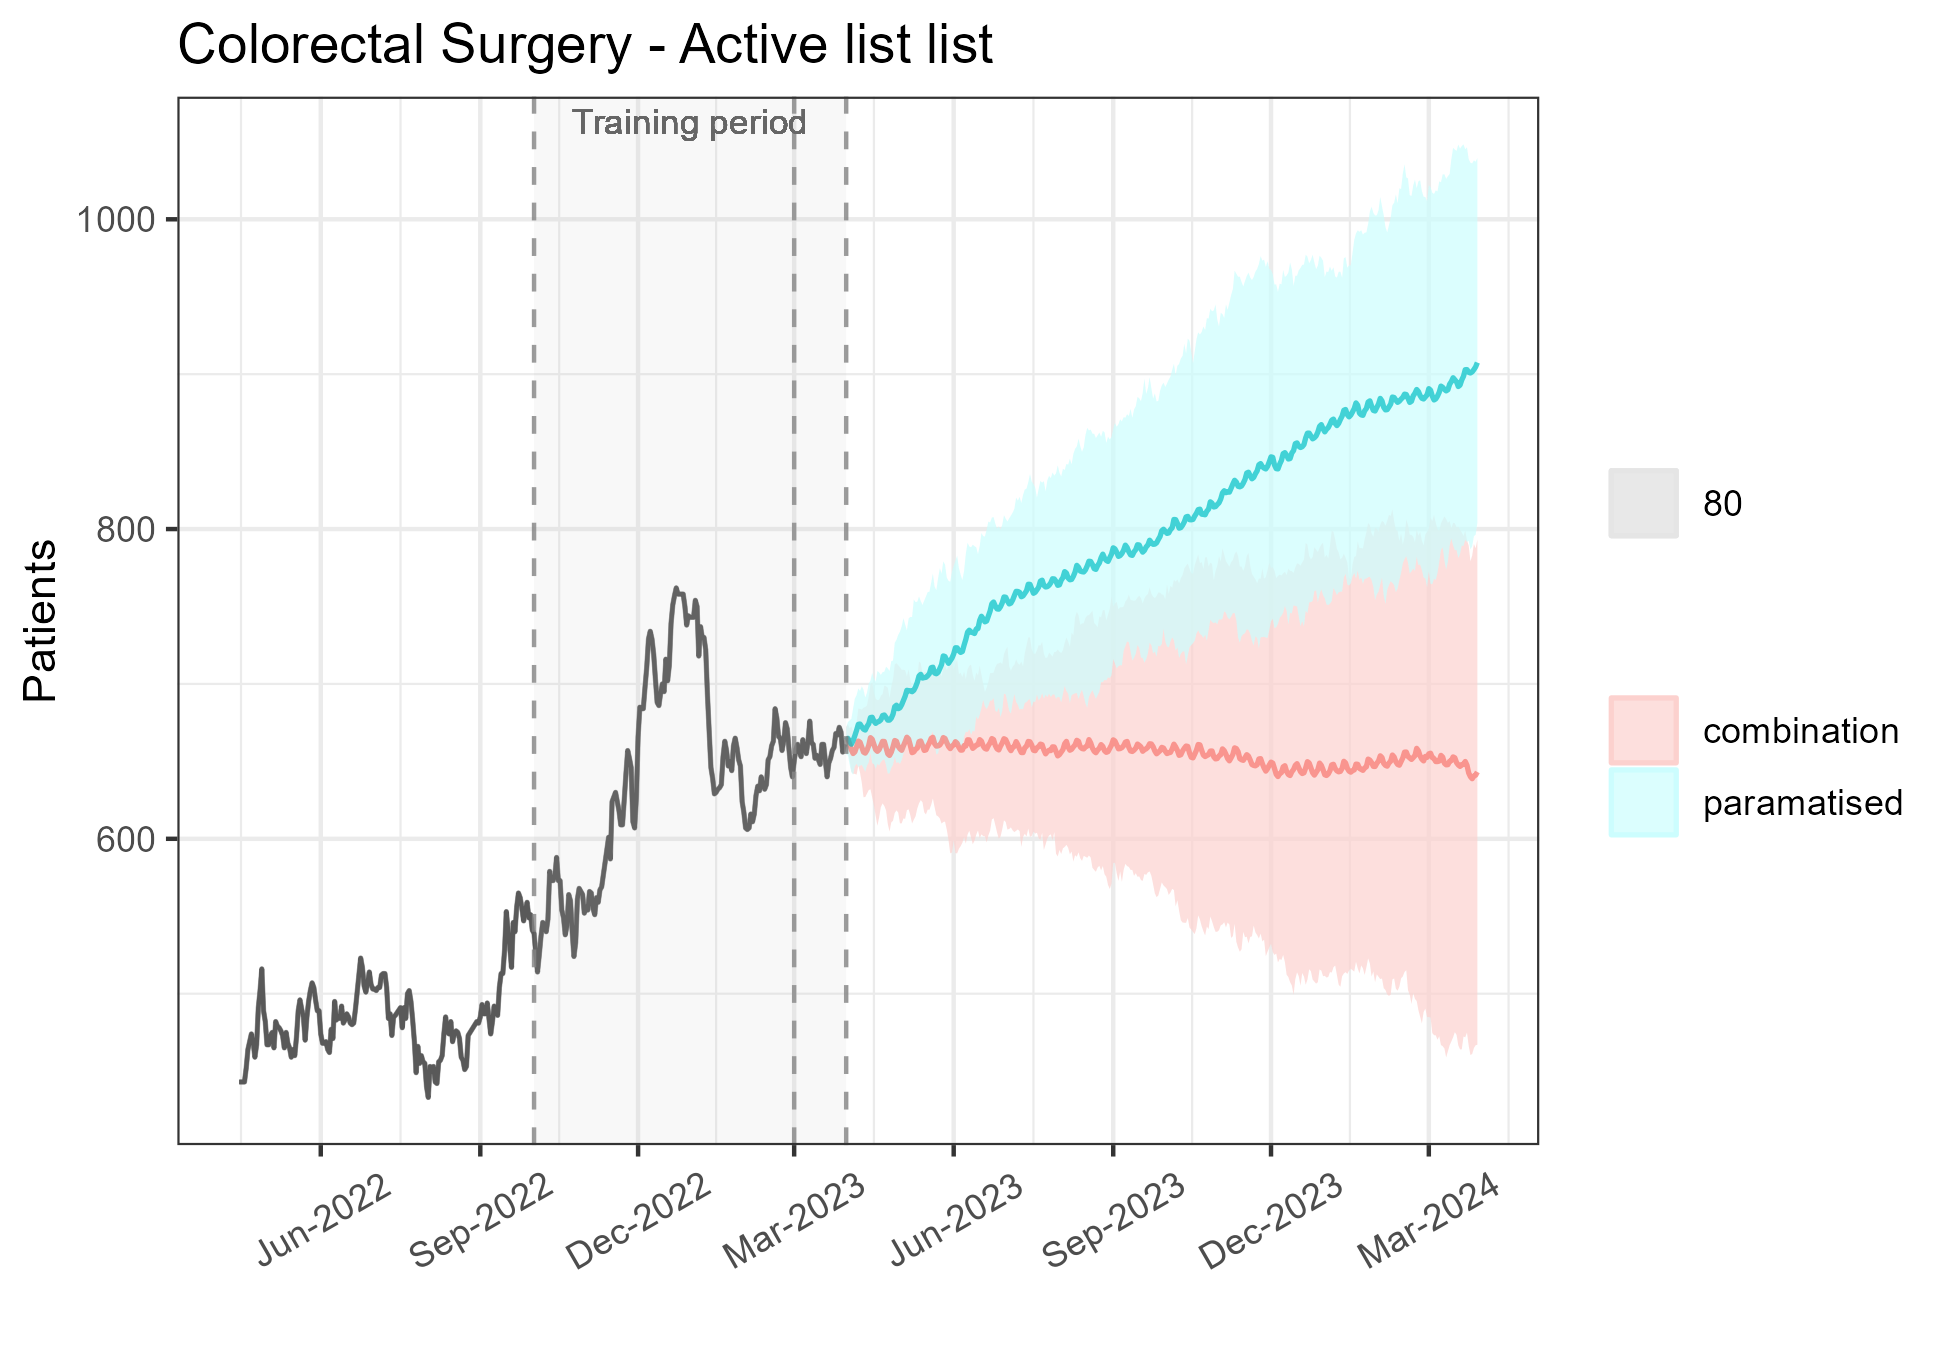 Colorectal Surgery - Active list list
Training period
Patients
1000
800
600
Jun-2022
Sep-2022
Dec-2022
Mar-2023
Jun-2023
Sep-2023
Dec-2023
Mar-2024
80
combination
paramatised